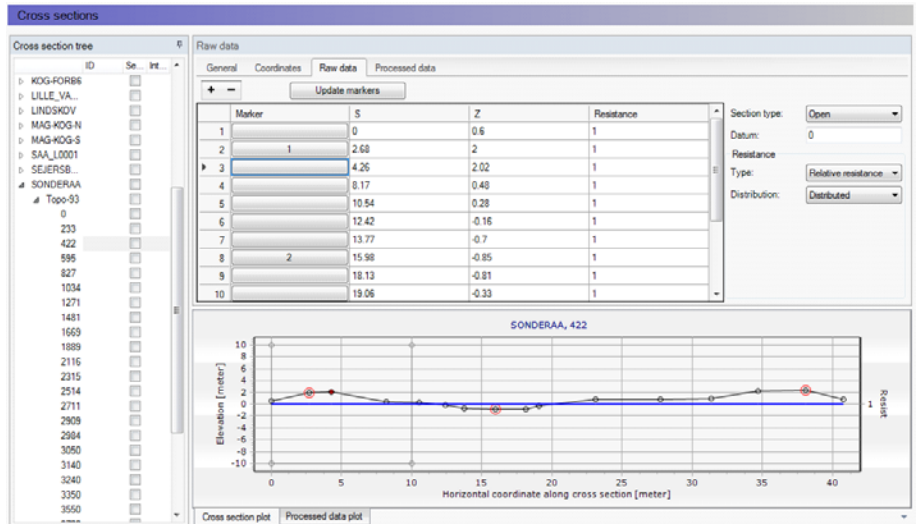 Cross sections
Cross section tree
ID Se... Int...
KOG-FORB6
LILLE_VA...
LINDSKOV
MAG-KOG-N
MAG-KOG-S
SAA_L0001
SEJERSB...
SONDERAA
Topo-93
0
233
422
595
827
1034
1271
1481
1669
1889
2116
2315
2514
2711
2909
2984
3050
3140
3240
3350
3550
Raw data
General Coordinates Raw data Processed data
+ − Update markers
Marker S Z Resistance
1 0 0.6 1
2 1 2.68 2 1
3 4.26 2.02 1
4 8.17 0.48 1
5 10.54 0.28 1
6 12.42 -0.16 1
7 13.77 -0.7 1
8 2 15.98 -0.85 1
9 18.13 -0.81 1
10 19.06 -0.33 1
Section type: Open
Datum: 0
Resistance
Type: Relative resistance
Distribution: Distributed
SONDERAA, 422
Elevation [meter]
10
8
6
4
2
0
-2
-4
-6
-8
-10
0 5 10 15 20 25 30 35 40
Horizontal coordinate along cross section [meter]
1
Resist
Cross section plot Processed data plot